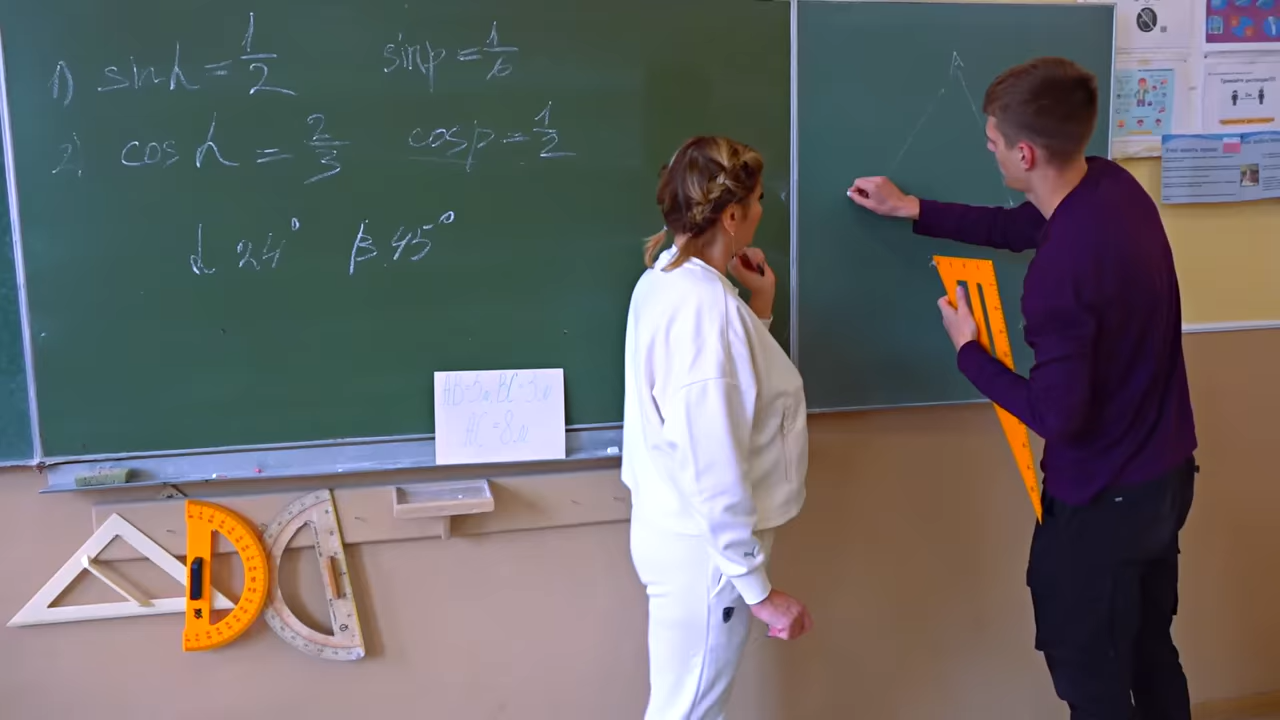 1) sin α = 1/2 sin β = 1/6
2) cos α = 2/3 cos β = 1/2
α 24° β 45°
AB=5м, BC=3м
AC=8м